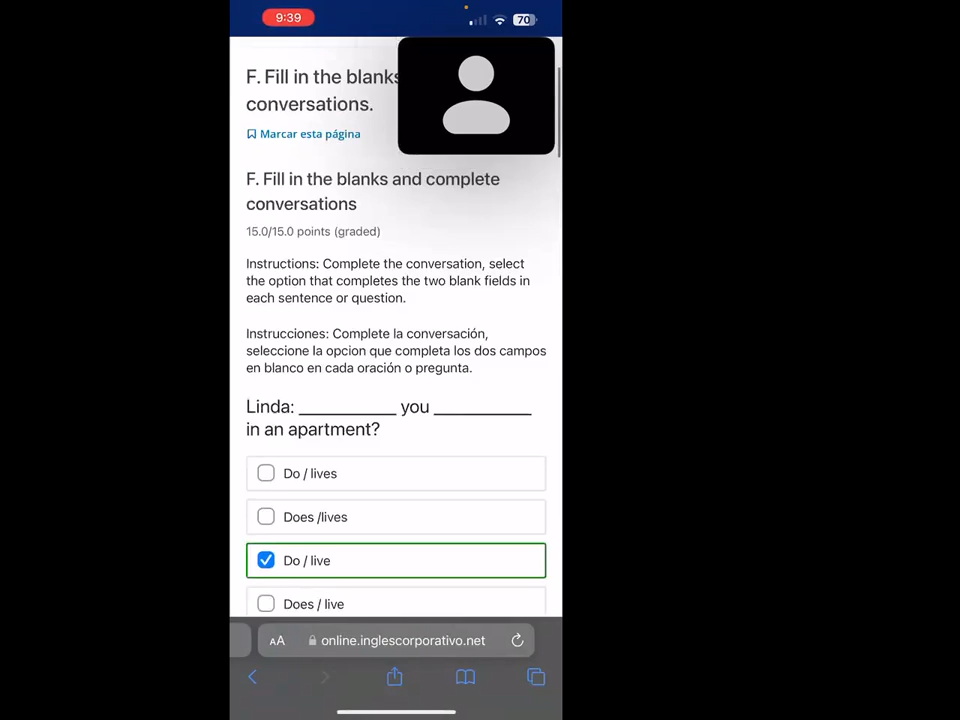 9:39
70
F. Fill in the blanks
conversations.
Marcar esta página
F. Fill in the blanks and complete
conversations
15.0/15.0 points (graded)
Instructions: Complete the conversation, select
the option that completes the two blank fields in
each sentence or question.
Instrucciones: Complete la conversación,
seleccione la opcion que completa los dos campos
en blanco en cada oración o pregunta.
Linda: __________ you __________
in an apartment?
Do / lives
Does /lives
Do / live
Does / live
AA online.inglescorporativo.net